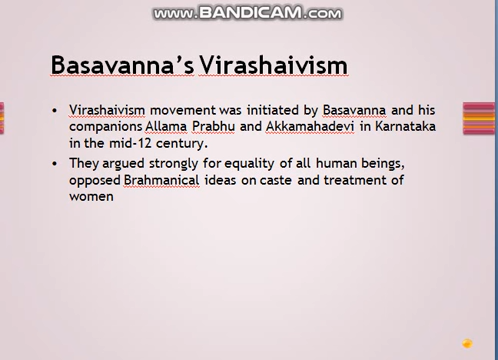 www.BANDICAM.com
Basavanna's Virashaivism
• Virashaivism movement was initiated by Basavanna and his
companions Allama Prabhu and Akkamahadevi in Karnataka
in the mid-12 century.
• They argued strongly for equality of all human beings,
opposed Brahmanical ideas on caste and treatment of
women